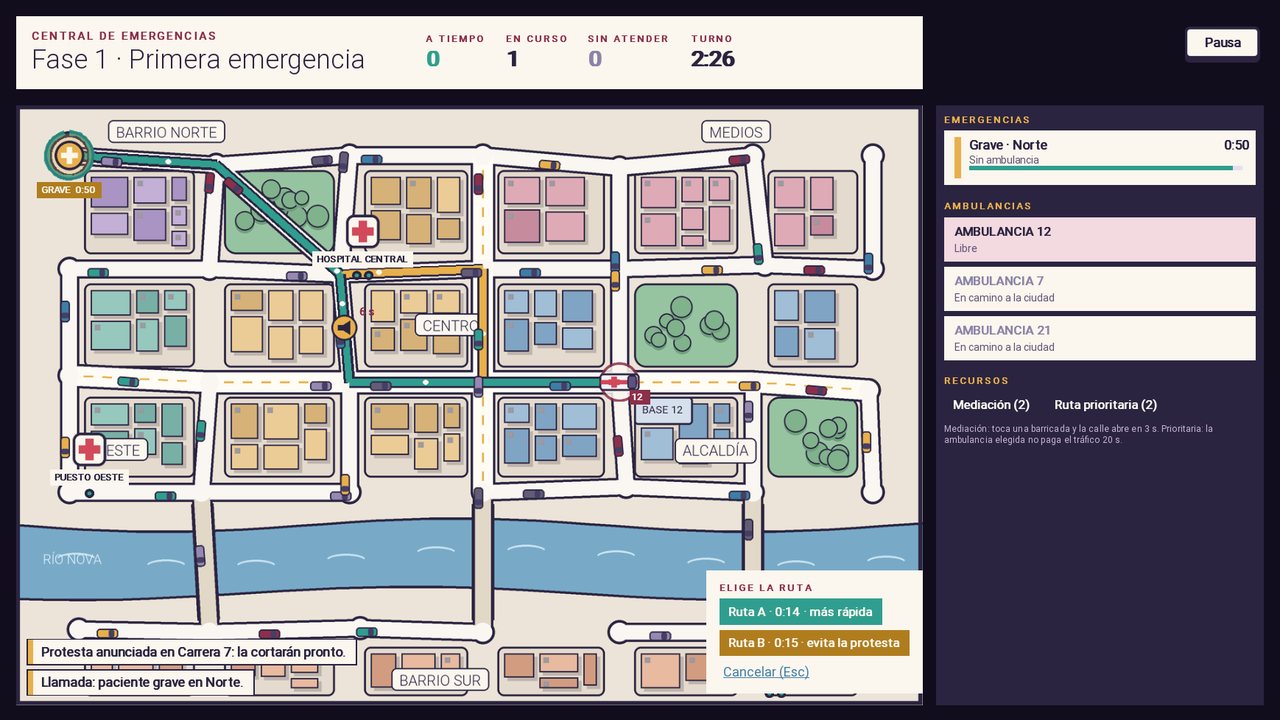 CENTRAL DE EMERGENCIAS
Fase 1 · Primera emergencia
A TIEMPO
0
EN CURSO
1
SIN ATENDER
0
TURNO
2:26
Pausa
BARRIO NORTE
MEDIOS
GRAVE 0:50
HOSPITAL CENTRAL
6 s
CENTRO
12
BASE 12
ESTE
ALCALDÍA
PUESTO OESTE
RÍO NOVA
BARRIO SUR
Protesta anunciada en Carrera 7: la cortarán pronto.
Llamada: paciente grave en Norte.
ELIGE LA RUTA
Ruta A · 0:14 · más rápida
Ruta B · 0:15 · evita la protesta
Cancelar (Esc)
EMERGENCIAS
Grave · Norte
0:50
Sin ambulancia
AMBULANCIAS
AMBULANCIA 12
Libre
AMBULANCIA 7
En camino a la ciudad
AMBULANCIA 21
En camino a la ciudad
RECURSOS
Mediación (2)
Ruta prioritaria (2)
Mediación: toca una barricada y la calle abre en 3 s. Prioritaria: la
ambulancia elegida no paga el tráfico 20 s.